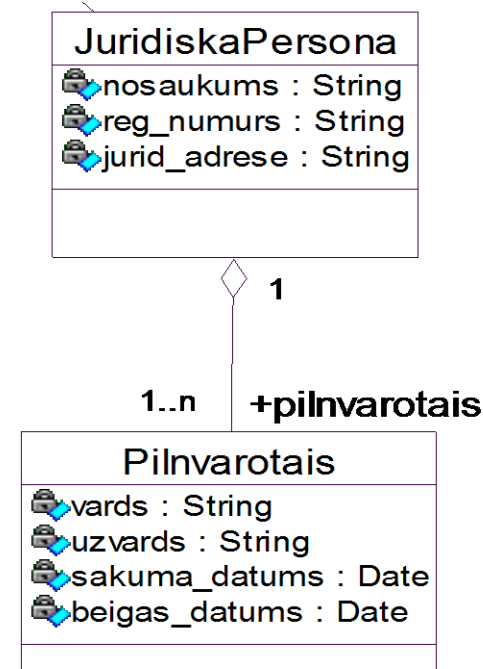 JuridiskaPersona
nosaukums : String
reg_numurs : String
jurid_adrese : String
1
1..n +pilnvarotais
Pilnvarotais
vards : String
uzvards : String
sakuma_datums : Date
beigas_datums : Date